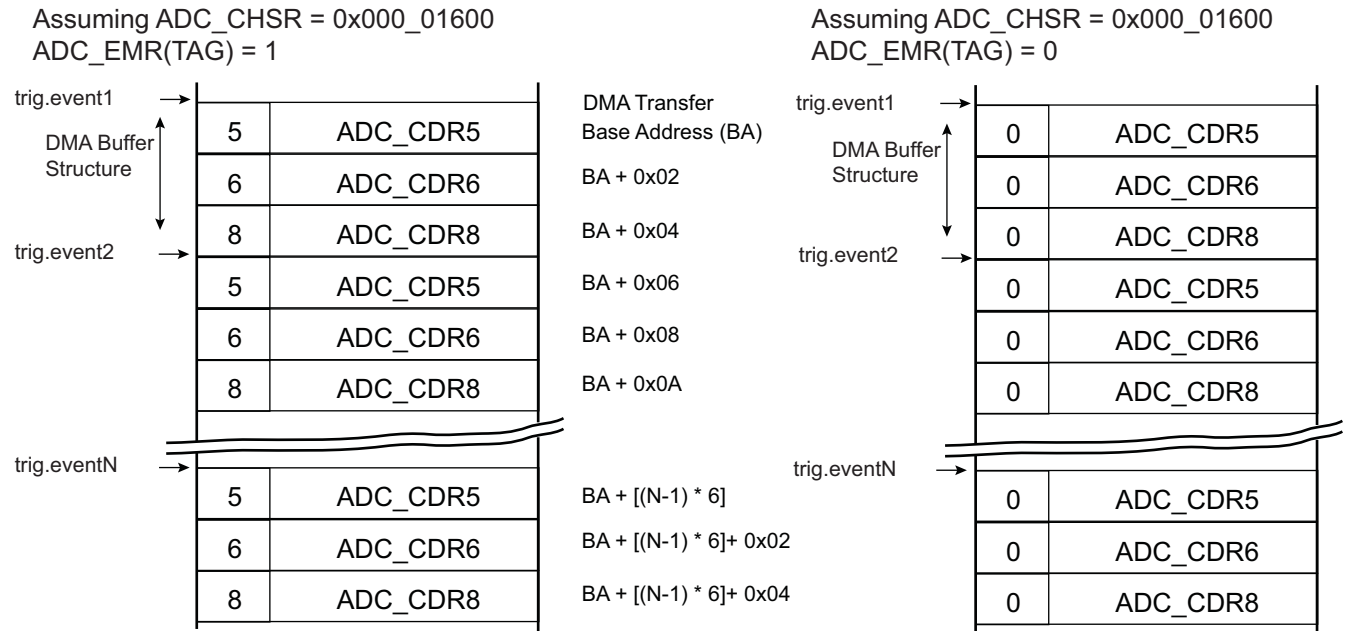 Assuming ADC_CHSR = 0x000_01600
ADC_EMR(TAG) = 1
trig.event1
DMA Buffer
Structure
5 ADC_CDR5
6 ADC_CDR6
8 ADC_CDR8
trig.event2
5 ADC_CDR5
6 ADC_CDR6
8 ADC_CDR8
trig.eventN
5 ADC_CDR5
6 ADC_CDR6
8 ADC_CDR8
DMA Transfer
Base Address (BA)
BA + 0x02
BA + 0x04
BA + 0x06
BA + 0x08
BA + 0x0A
BA + [(N-1) * 6]
BA + [(N-1) * 6]+ 0x02
BA + [(N-1) * 6]+ 0x04
Assuming ADC_CHSR = 0x000_01600
ADC_EMR(TAG) = 0
trig.event1
DMA Buffer
Structure
0 ADC_CDR5
0 ADC_CDR6
0 ADC_CDR8
trig.event2
0 ADC_CDR5
0 ADC_CDR6
0 ADC_CDR8
trig.eventN
0 ADC_CDR5
0 ADC_CDR6
0 ADC_CDR8